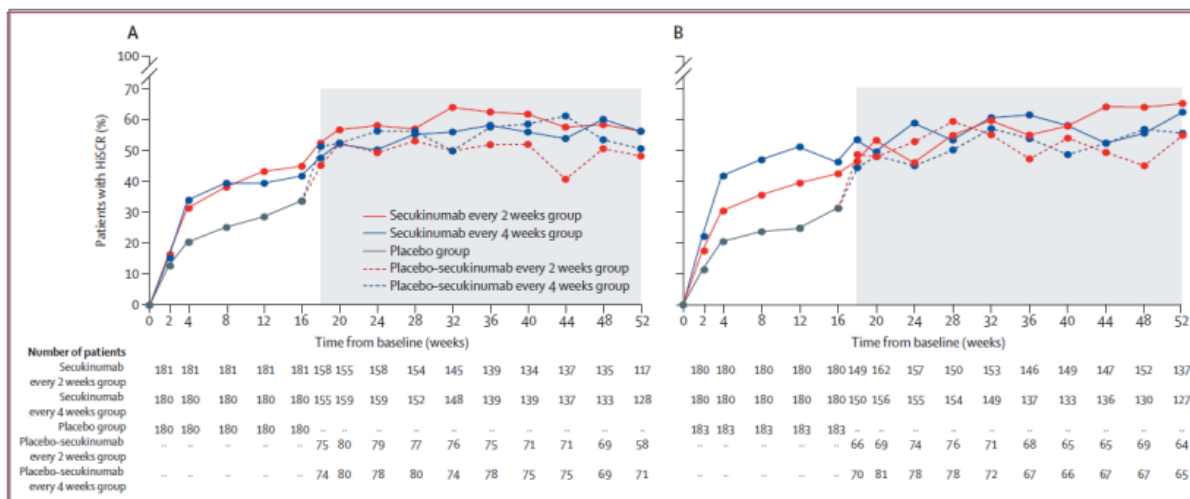 A
B
100
70
60
50
40
30
20
10
0
Patients with HiSCR (%)
Secukinumab every 2 weeks group
Secukinumab every 4 weeks group
Placebo group
Placebo–secukinumab every 2 weeks group
Placebo–secukinumab every 4 weeks group
0 2 4 8 12 16 20 24 28 32 36 40 44 48 52
0 2 4 8 12 16 20 24 28 32 36 40 44 48 52
Time from baseline (weeks)
Time from baseline (weeks)
Number of patients
Secukinumab
every 2 weeks group
181 181 181 181 181 158 155 158 154 145 139 134 137 135 117
180 180 180 180 180 149 162 157 150 153 146 149 147 152 137
Secukinumab
every 4 weeks group
180 180 180 180 180 155 159 159 152 148 139 139 137 133 128
180 180 180 180 180 150 156 155 154 149 137 133 136 130 127
Placebo group
180 180 180 180 180 .. .. .. .. .. .. .. .. .. ..
183 183 183 183 183 .. .. .. .. .. .. .. .. .. ..
Placebo–secukinumab
every 2 weeks group
.. .. .. .. .. 75 80 79 77 76 75 71 71 69 58
.. .. .. .. .. 66 69 74 76 71 68 65 65 69 64
Placebo–secukinumab
every 4 weeks group
.. .. .. .. .. 74 80 78 80 74 78 75 75 69 71
.. .. .. .. .. 70 81 78 78 72 67 66 67 67 65